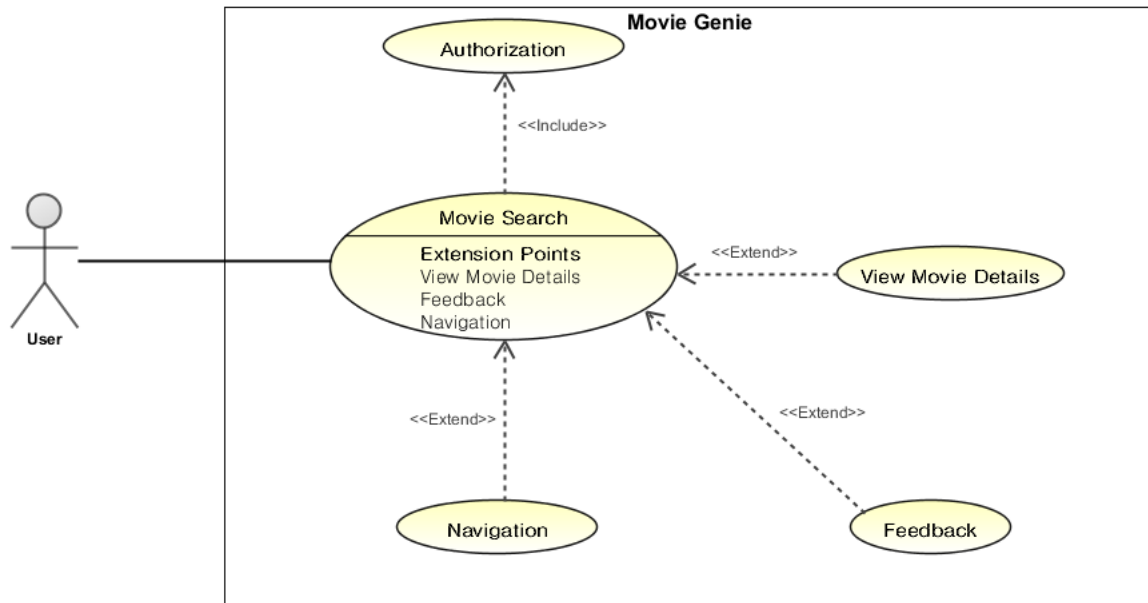 Movie Genie
Authorization
<<Include>>
Movie Search
Extension Points
View Movie Details
Feedback
Navigation
<<Extend>>
View Movie Details
User
<<Extend>>
<<Extend>>
Navigation
Feedback